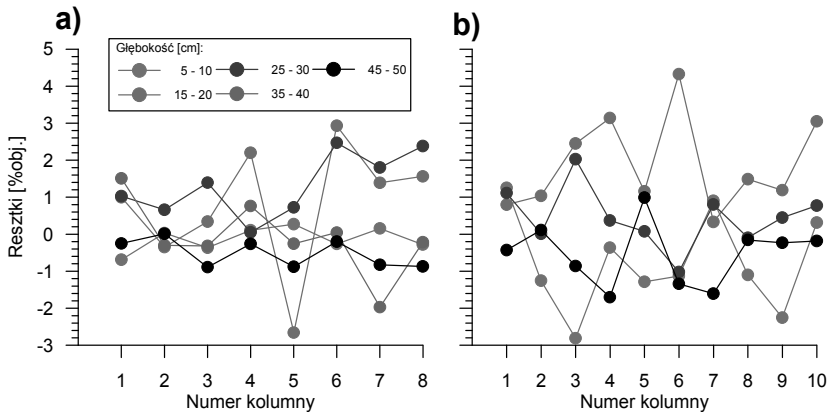 a)
b)
Głębokość [cm]:
5 - 10 25 - 30 45 - 50
15 - 20 35 - 40
Resztki [%obj.]
5
4
3
2
1
0
-1
-2
-3
1 2 3 4 5 6 7 8
1 2 3 4 5 6 7 8 9 10
Numer kolumny
Numer kolumny